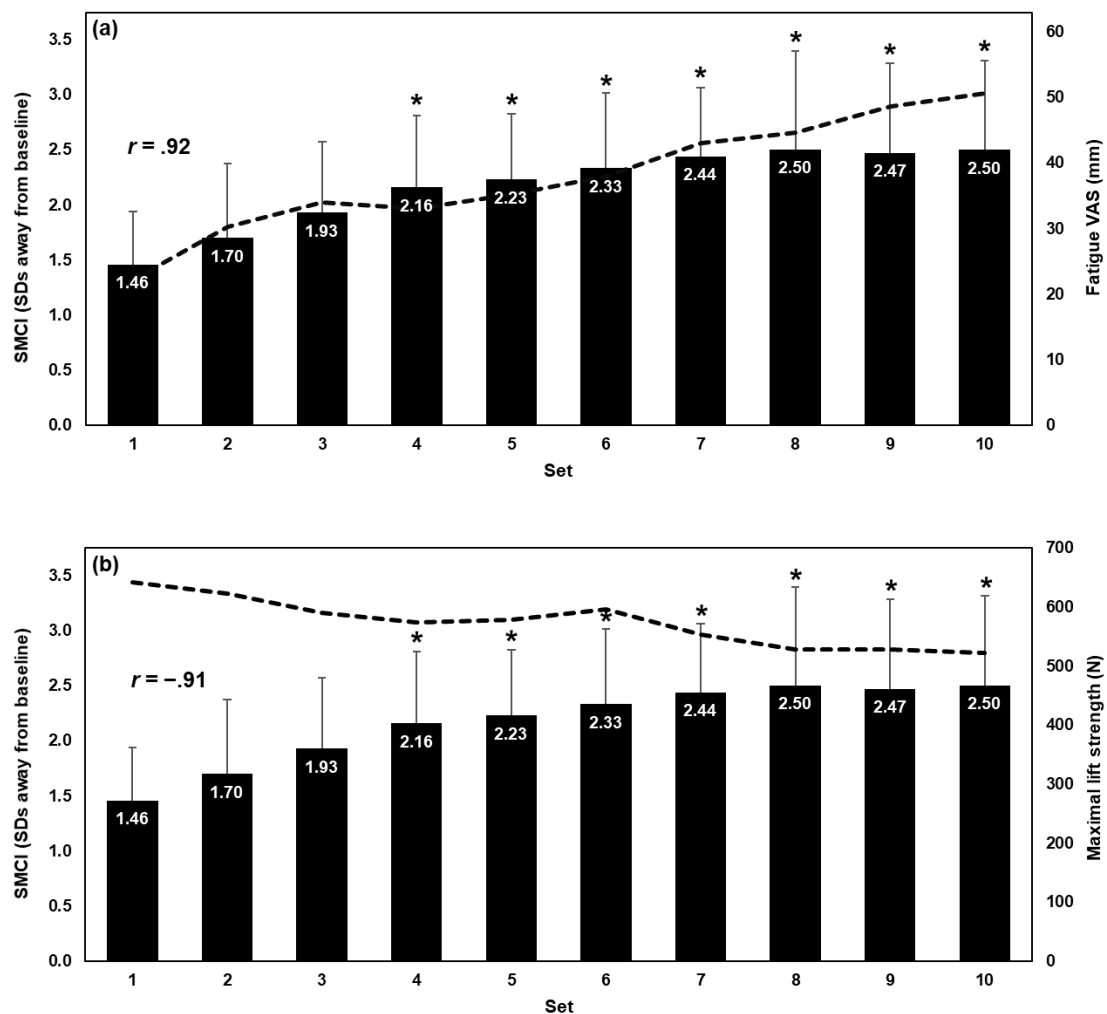 (a)
SMCI (SDs away from baseline)
3.5
3.0
2.5
2.0
1.5
1.0
0.5
0.0
r = .92
* * * * * * *
1.46 1.70 1.93 2.16 2.23 2.33 2.44 2.50 2.47 2.50
60
50
40
30
20
10
0
Fatigue VAS (mm)
1 2 3 4 5 6 7 8 9 10
Set
(b)
SMCI (SDs away from baseline)
3.5
3.0
2.5
2.0
1.5
1.0
0.5
0.0
r = −.91
* * * * * * *
1.46 1.70 1.93 2.16 2.23 2.33 2.44 2.50 2.47 2.50
700
600
500
400
300
200
100
0
Maximal lift strength (N)
1 2 3 4 5 6 7 8 9 10
Set